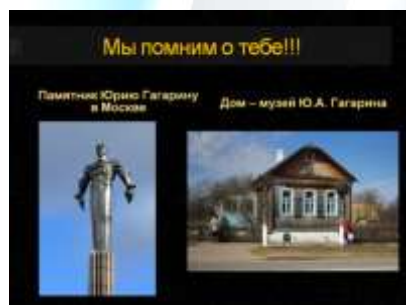 Мы помним о тебе!!!
Памятник Юрию Гагарину
в Москве
Дом – музей Ю.А. Гагарина